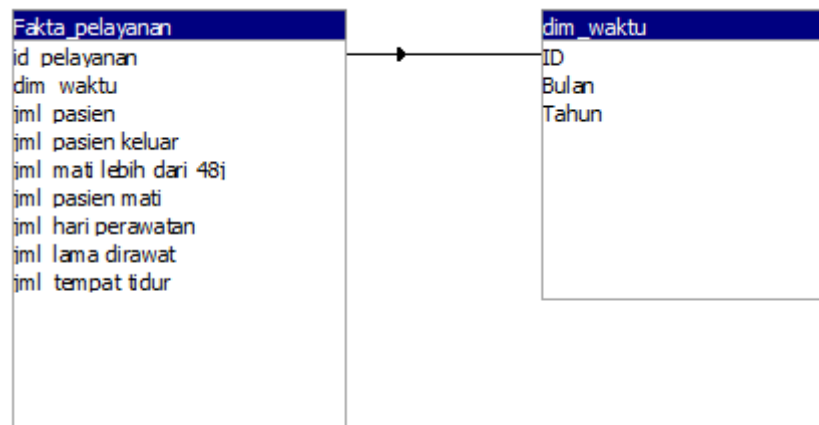 Fakta_pelayanan
id pelayanan
dim waktu
jml pasien
jml pasien keluar
jml mati lebih dari 48j
jml pasien mati
jml hari perawatan
jml lama dirawat
jml tempat tidur
dim_waktu
ID
Bulan
Tahun